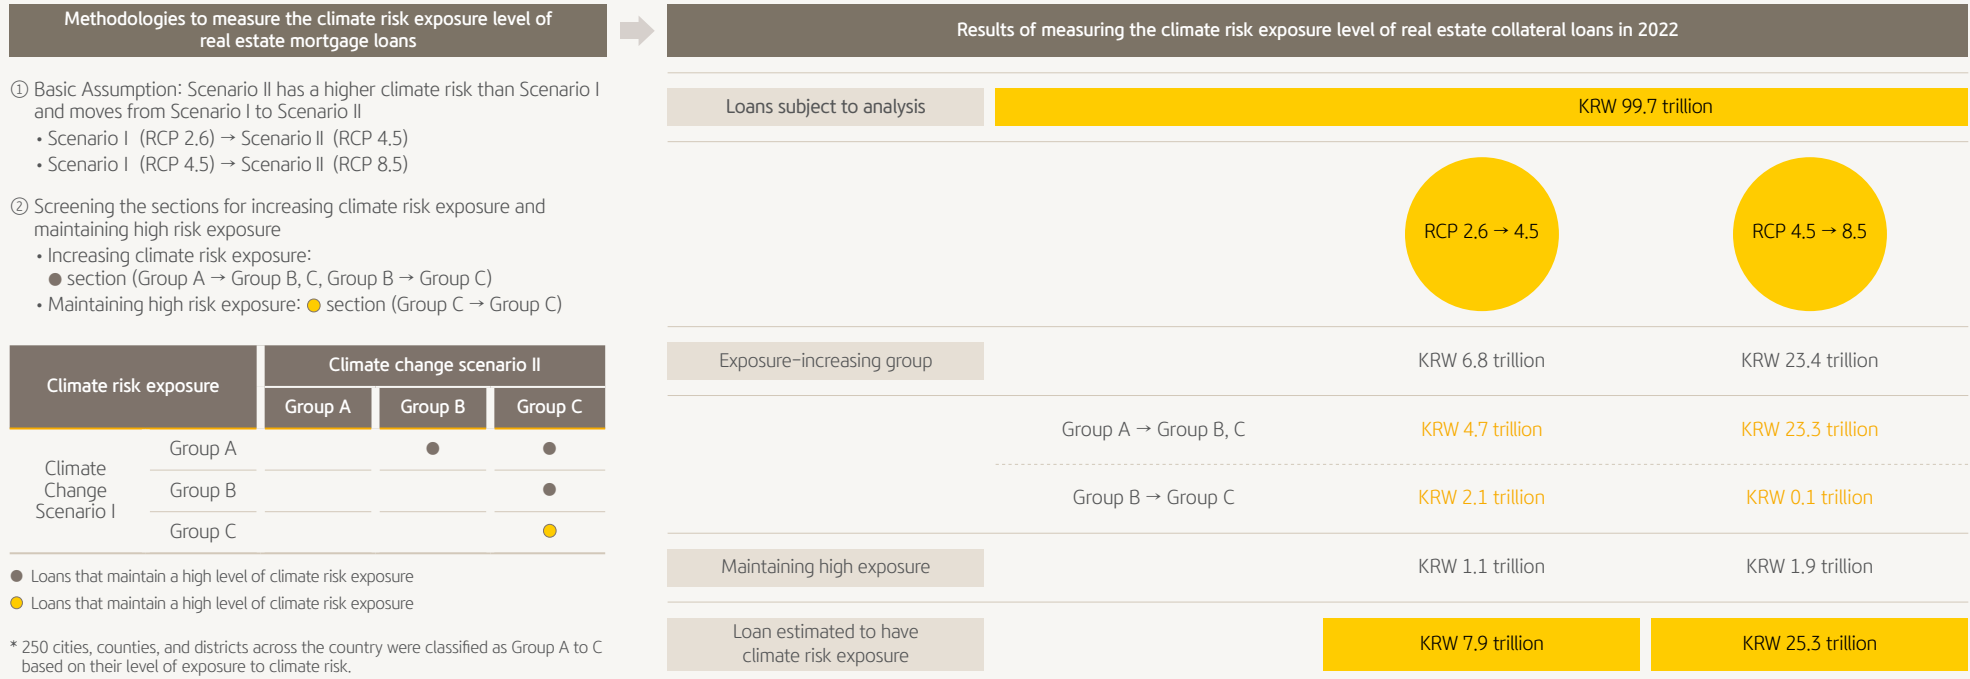 Methodologies to measure the climate risk exposure level of
real estate mortgage loans
① Basic Assumption: Scenario II has a higher climate risk than Scenario I
and moves from Scenario I to Scenario II
• Scenario I (RCP 2.6) → Scenario II (RCP 4.5)
• Scenario I (RCP 4.5) → Scenario II (RCP 8.5)
② Screening the sections for increasing climate risk exposure and
maintaining high risk exposure
• Increasing climate risk exposure:
● section (Group A → Group B, C, Group B → Group C)
• Maintaining high risk exposure: ● section (Group C → Group C)
Climate risk exposure
Climate change scenario II
Group A Group B Group C
Climate
Change
Scenario I
Group A
Group B
Group C
● Loans that maintain a high level of climate risk exposure
● Loans that maintain a high level of climate risk exposure
* 250 cities, counties, and districts across the country were classified as Group A to C
based on their level of exposure to climate risk.
Results of measuring the climate risk exposure level of real estate collateral loans in 2022
Loans subject to analysis KRW 99.7 trillion
RCP 2.6 → 4.5 RCP 4.5 → 8.5
Exposure-increasing group KRW 6.8 trillion KRW 23.4 trillion
Group A → Group B, C KRW 4.7 trillion KRW 23.3 trillion
Group B → Group C KRW 2.1 trillion KRW 0.1 trillion
Maintaining high exposure KRW 1.1 trillion KRW 1.9 trillion
Loan estimated to have
climate risk exposure
KRW 7.9 trillion KRW 25.3 trillion